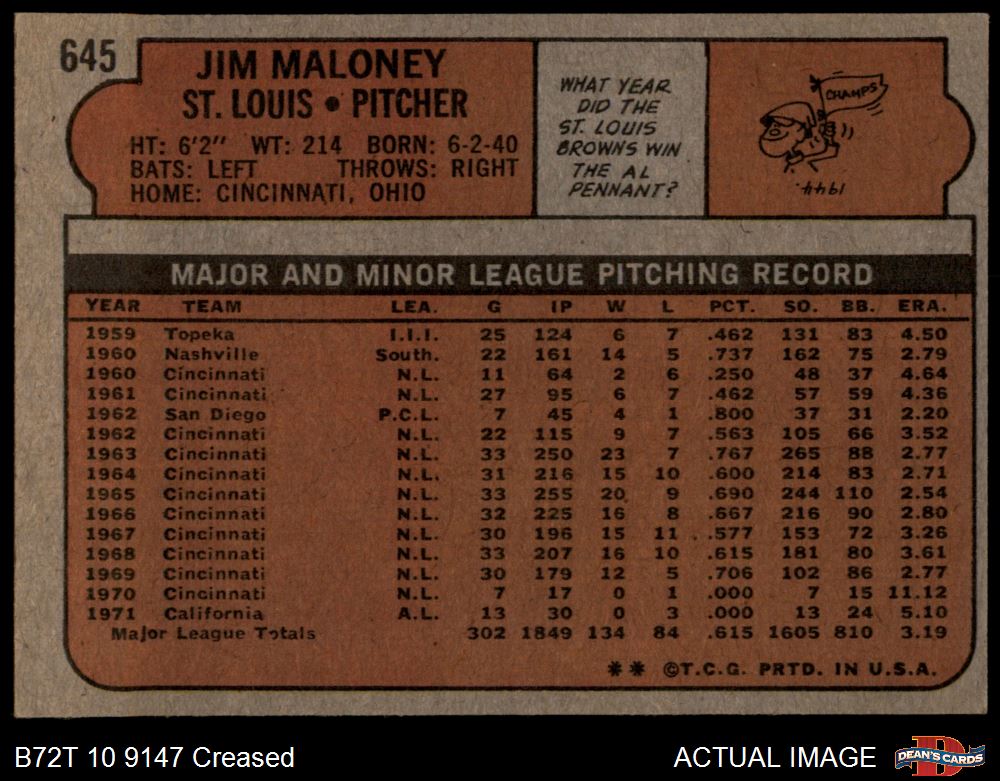 645
JIM MALONEY
ST. LOUIS • PITCHER
HT: 6'2" WT: 214 BORN: 6-2-40
BATS: LEFT THROWS: RIGHT
HOME: CINCINNATI, OHIO
WHAT YEAR
DID THE
ST. LOUIS
BROWNS WIN
THE AL
PENNANT?
CHAMPS
1944.
MAJOR AND MINOR LEAGUE PITCHING RECORD
YEAR TEAM LEA. G IP W L PCT. SO. BB. ERA.
1959 Topeka I.I.I. 25 124 6 7 .462 131 83 4.50
1960 Nashville South. 22 161 14 5 .737 162 75 2.79
1960 Cincinnati N.L. 11 64 2 6 .250 48 37 4.64
1961 Cincinnati N.L. 27 95 6 7 .462 57 59 4.36
1962 San Diego P.C.L. 7 45 4 1 .800 37 31 2.20
1962 Cincinnati N.L. 22 115 9 7 .563 105 66 3.52
1963 Cincinnati N.L. 33 250 23 7 .767 265 88 2.77
1964 Cincinnati N.L. 31 216 15 10 .600 214 83 2.71
1965 Cincinnati N.L. 33 255 20 9 .690 244 110 2.54
1966 Cincinnati N.L. 32 225 16 8 .667 216 90 2.80
1967 Cincinnati N.L. 30 196 15 11 .577 153 72 3.26
1968 Cincinnati N.L. 33 207 16 10 .615 181 80 3.61
1969 Cincinnati N.L. 30 179 12 5 .706 102 86 2.77
1970 Cincinnati N.L. 7 17 0 1 .000 7 15 11.12
1971 California A.L. 13 30 0 3 .000 13 24 5.10
Major League Totals 302 1849 134 84 .615 1605 810 3.19
** ©T.C.G. PRTD. IN U.S.A.
B72T 10 9147 Creased
ACTUAL IMAGE
D
DEAN'S CARDS